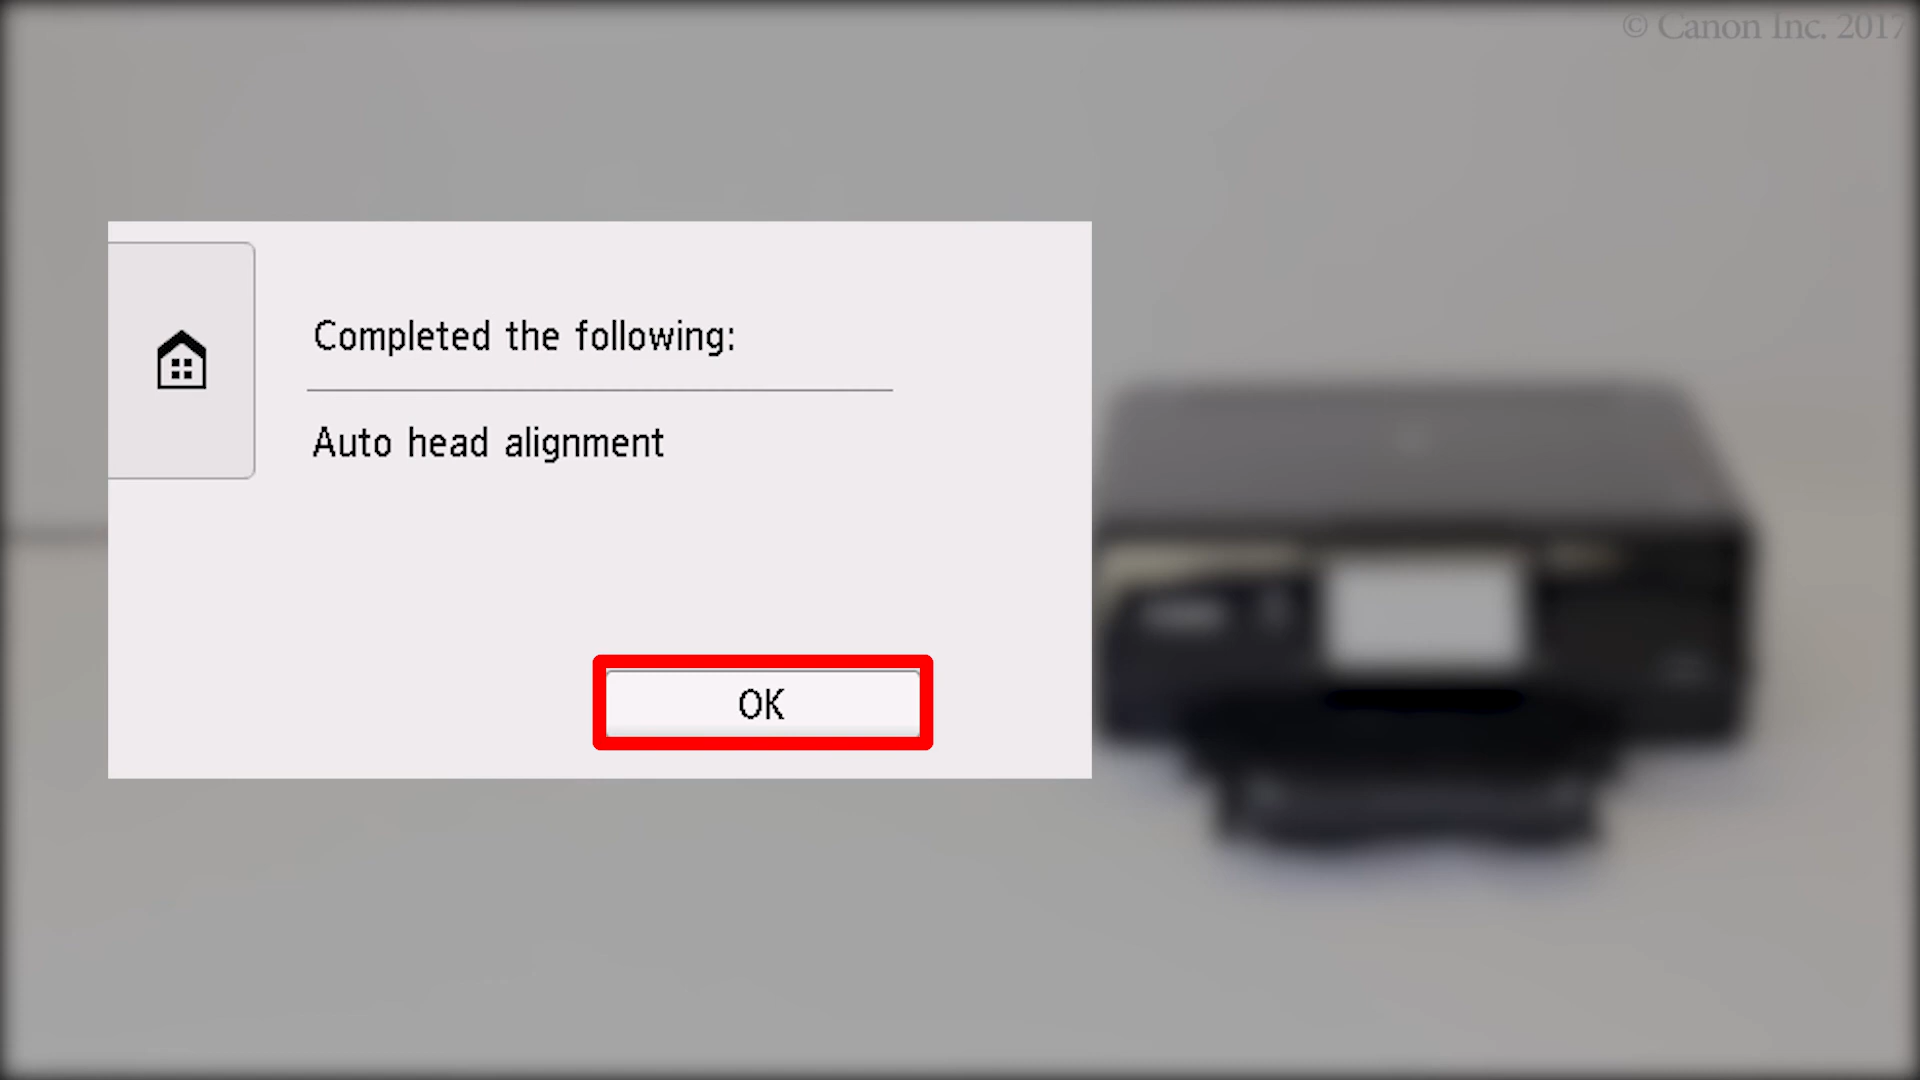 © Canon Inc. 2017
Completed the following:
Auto head alignment
OK